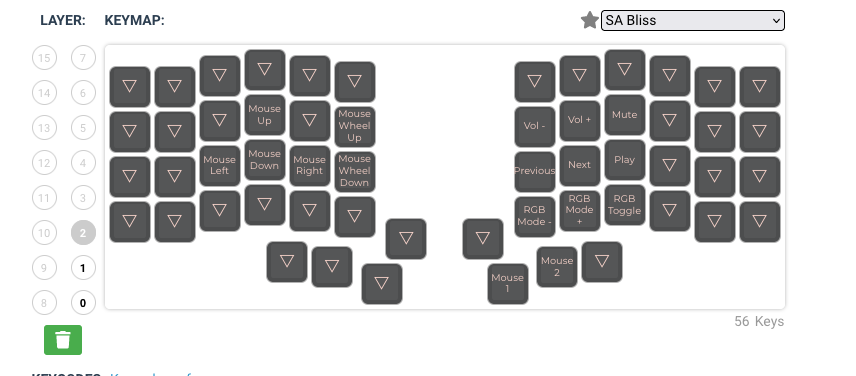 LAYER: KEYMAP: SA Bliss
15 7
14 6
13 5
12 4
11 3
10 2
9 1
8 0
Mouse
Up
Mouse
Wheel
Up
Mouse
Left
Mouse
Down
Mouse
Right
Mouse
Wheel
Down
Vol -
Vol +
Mute
Previous
Next
Play
RGB
Mode -
RGB
Mode
+
RGB
Toggle
Mouse
1
Mouse
2
56 Keys